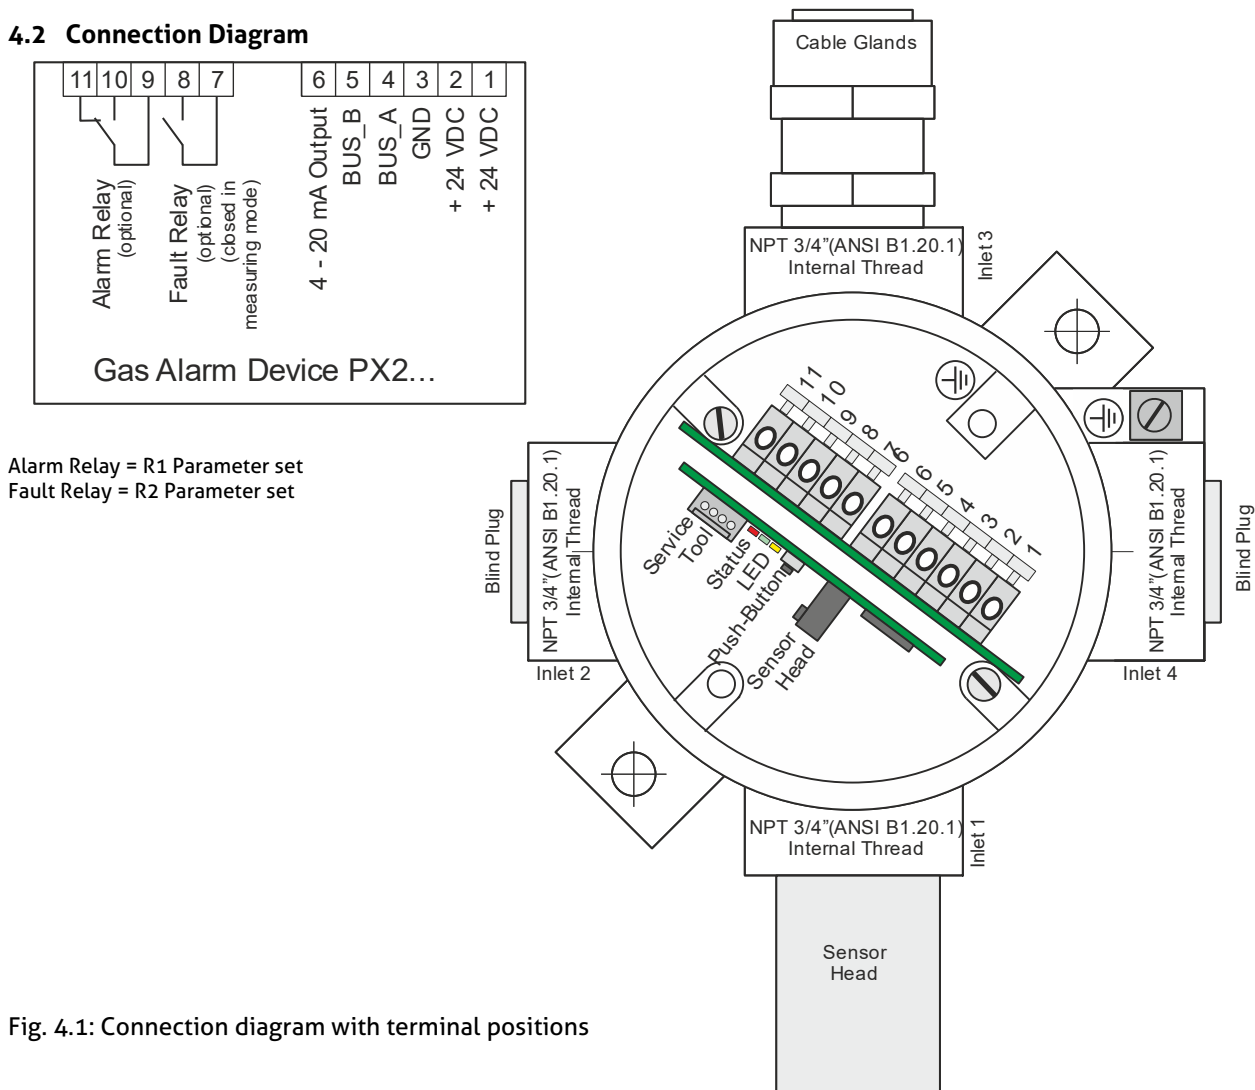 4.2 Connection Diagram
11 10 9 8 7 6 5 4 3 2 1
Alarm Relay
(optional)
Fault Relay
(optional)
(closed in
measuring mode)
4 - 20 mA Output
BUS_B
BUS_A
GND
+ 24 VDC
+ 24 VDC
Gas Alarm Device PX2...
Alarm Relay = R1 Parameter set
Fault Relay = R2 Parameter set
Cable Glands
NPT 3/4”(ANSI B1.20.1)
Internal Thread
Inlet 3
11
10
9
8
7
6
5
4
3
2
1
Service
Tool
Status
LED
Push-Button
Sensor
Head
Blind Plug
NPT 3/4”(ANSI B1.20.1)
Internal Thread
Inlet 2
NPT 3/4”(ANSI B1.20.1)
Internal Thread
Inlet 4
Blind Plug
NPT 3/4”(ANSI B1.20.1)
Internal Thread
Inlet 1
Sensor
Head
Fig. 4.1: Connection diagram with terminal positions